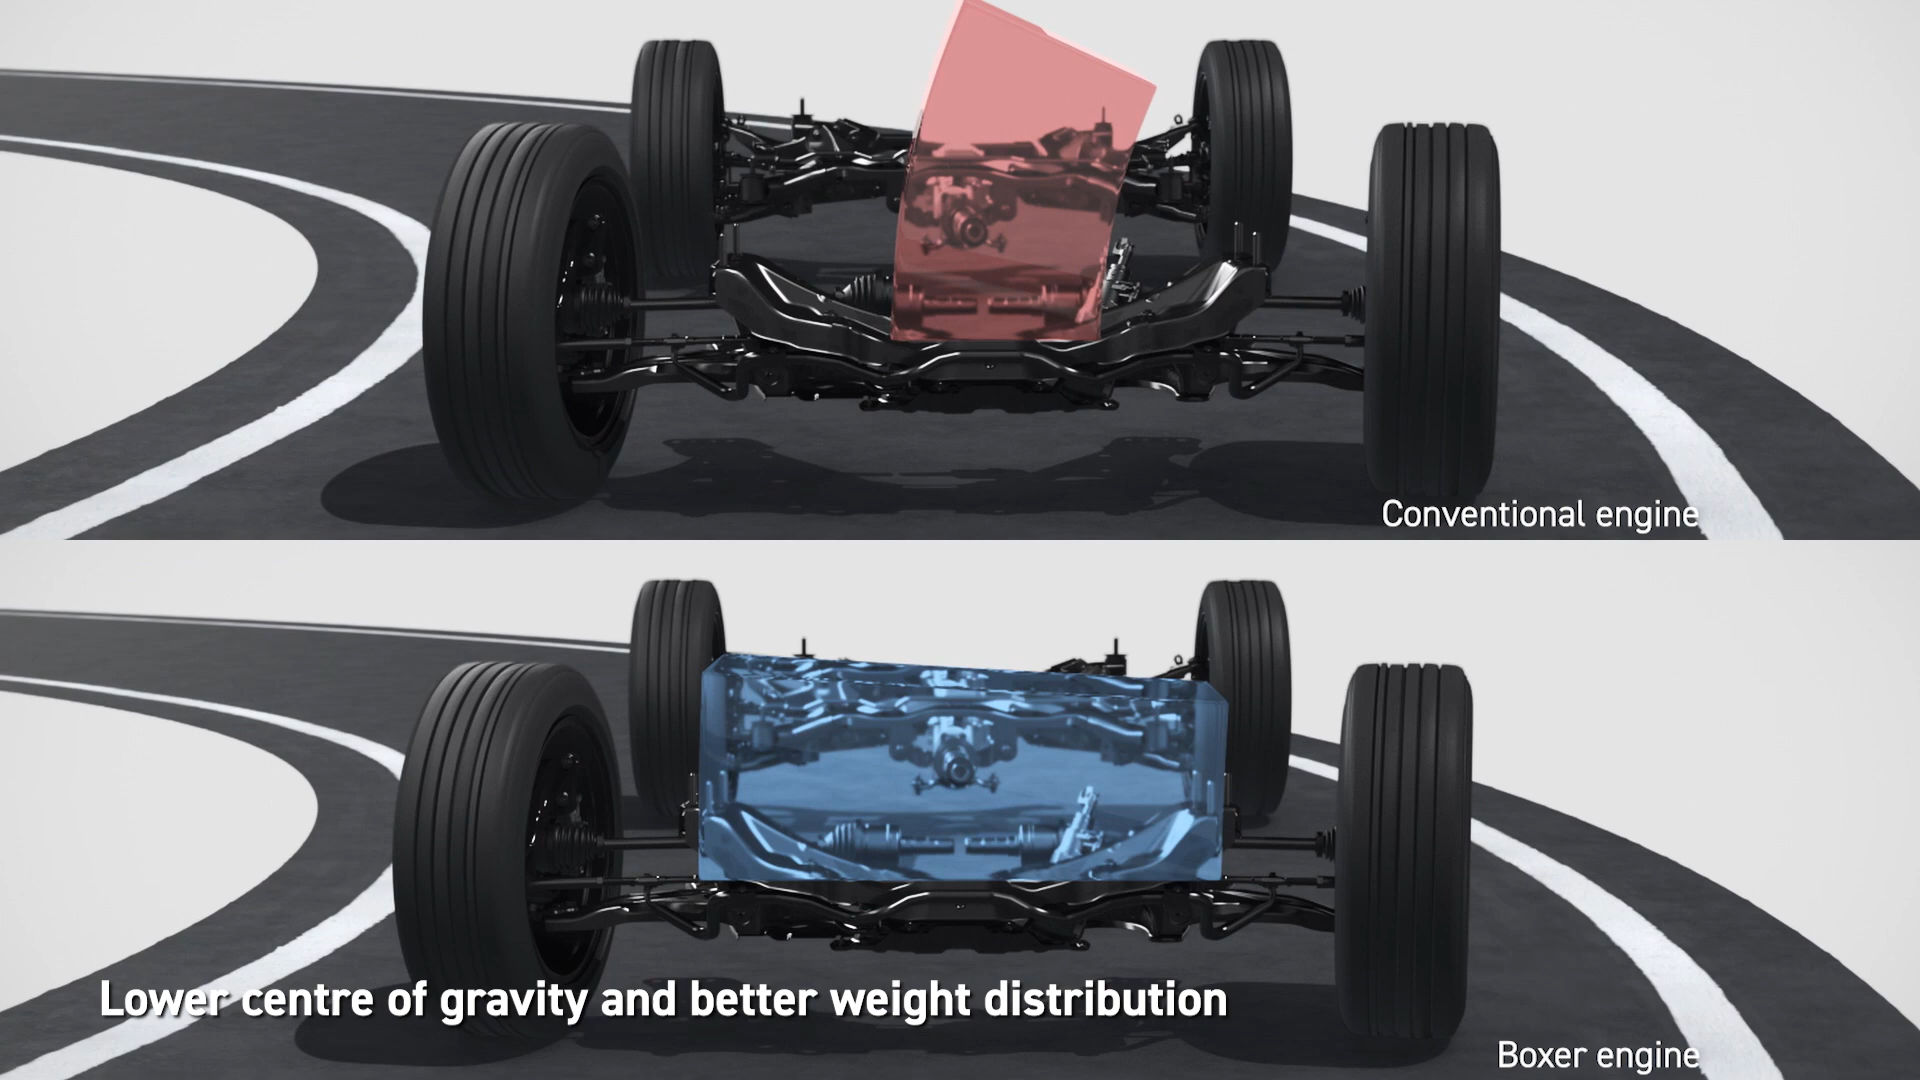 Conventional engine
Lower centre of gravity and better weight distribution
Boxer engine